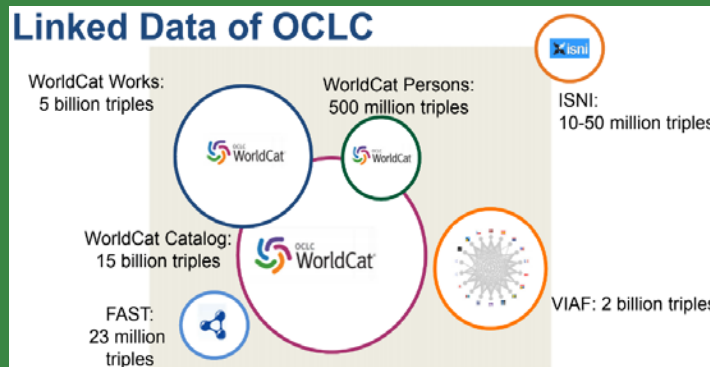 Linked Data of OCLC
isni
WorldCat Works:
5 billion triples
WorldCat Persons:
500 million triples
ISNI:
10-50 million triples
OCLC
WorldCat
OCLC
WorldCat
WorldCat Catalog:
15 billion triples
OCLC
WorldCat
VIAF: 2 billion triples
FAST:
23 million
triples